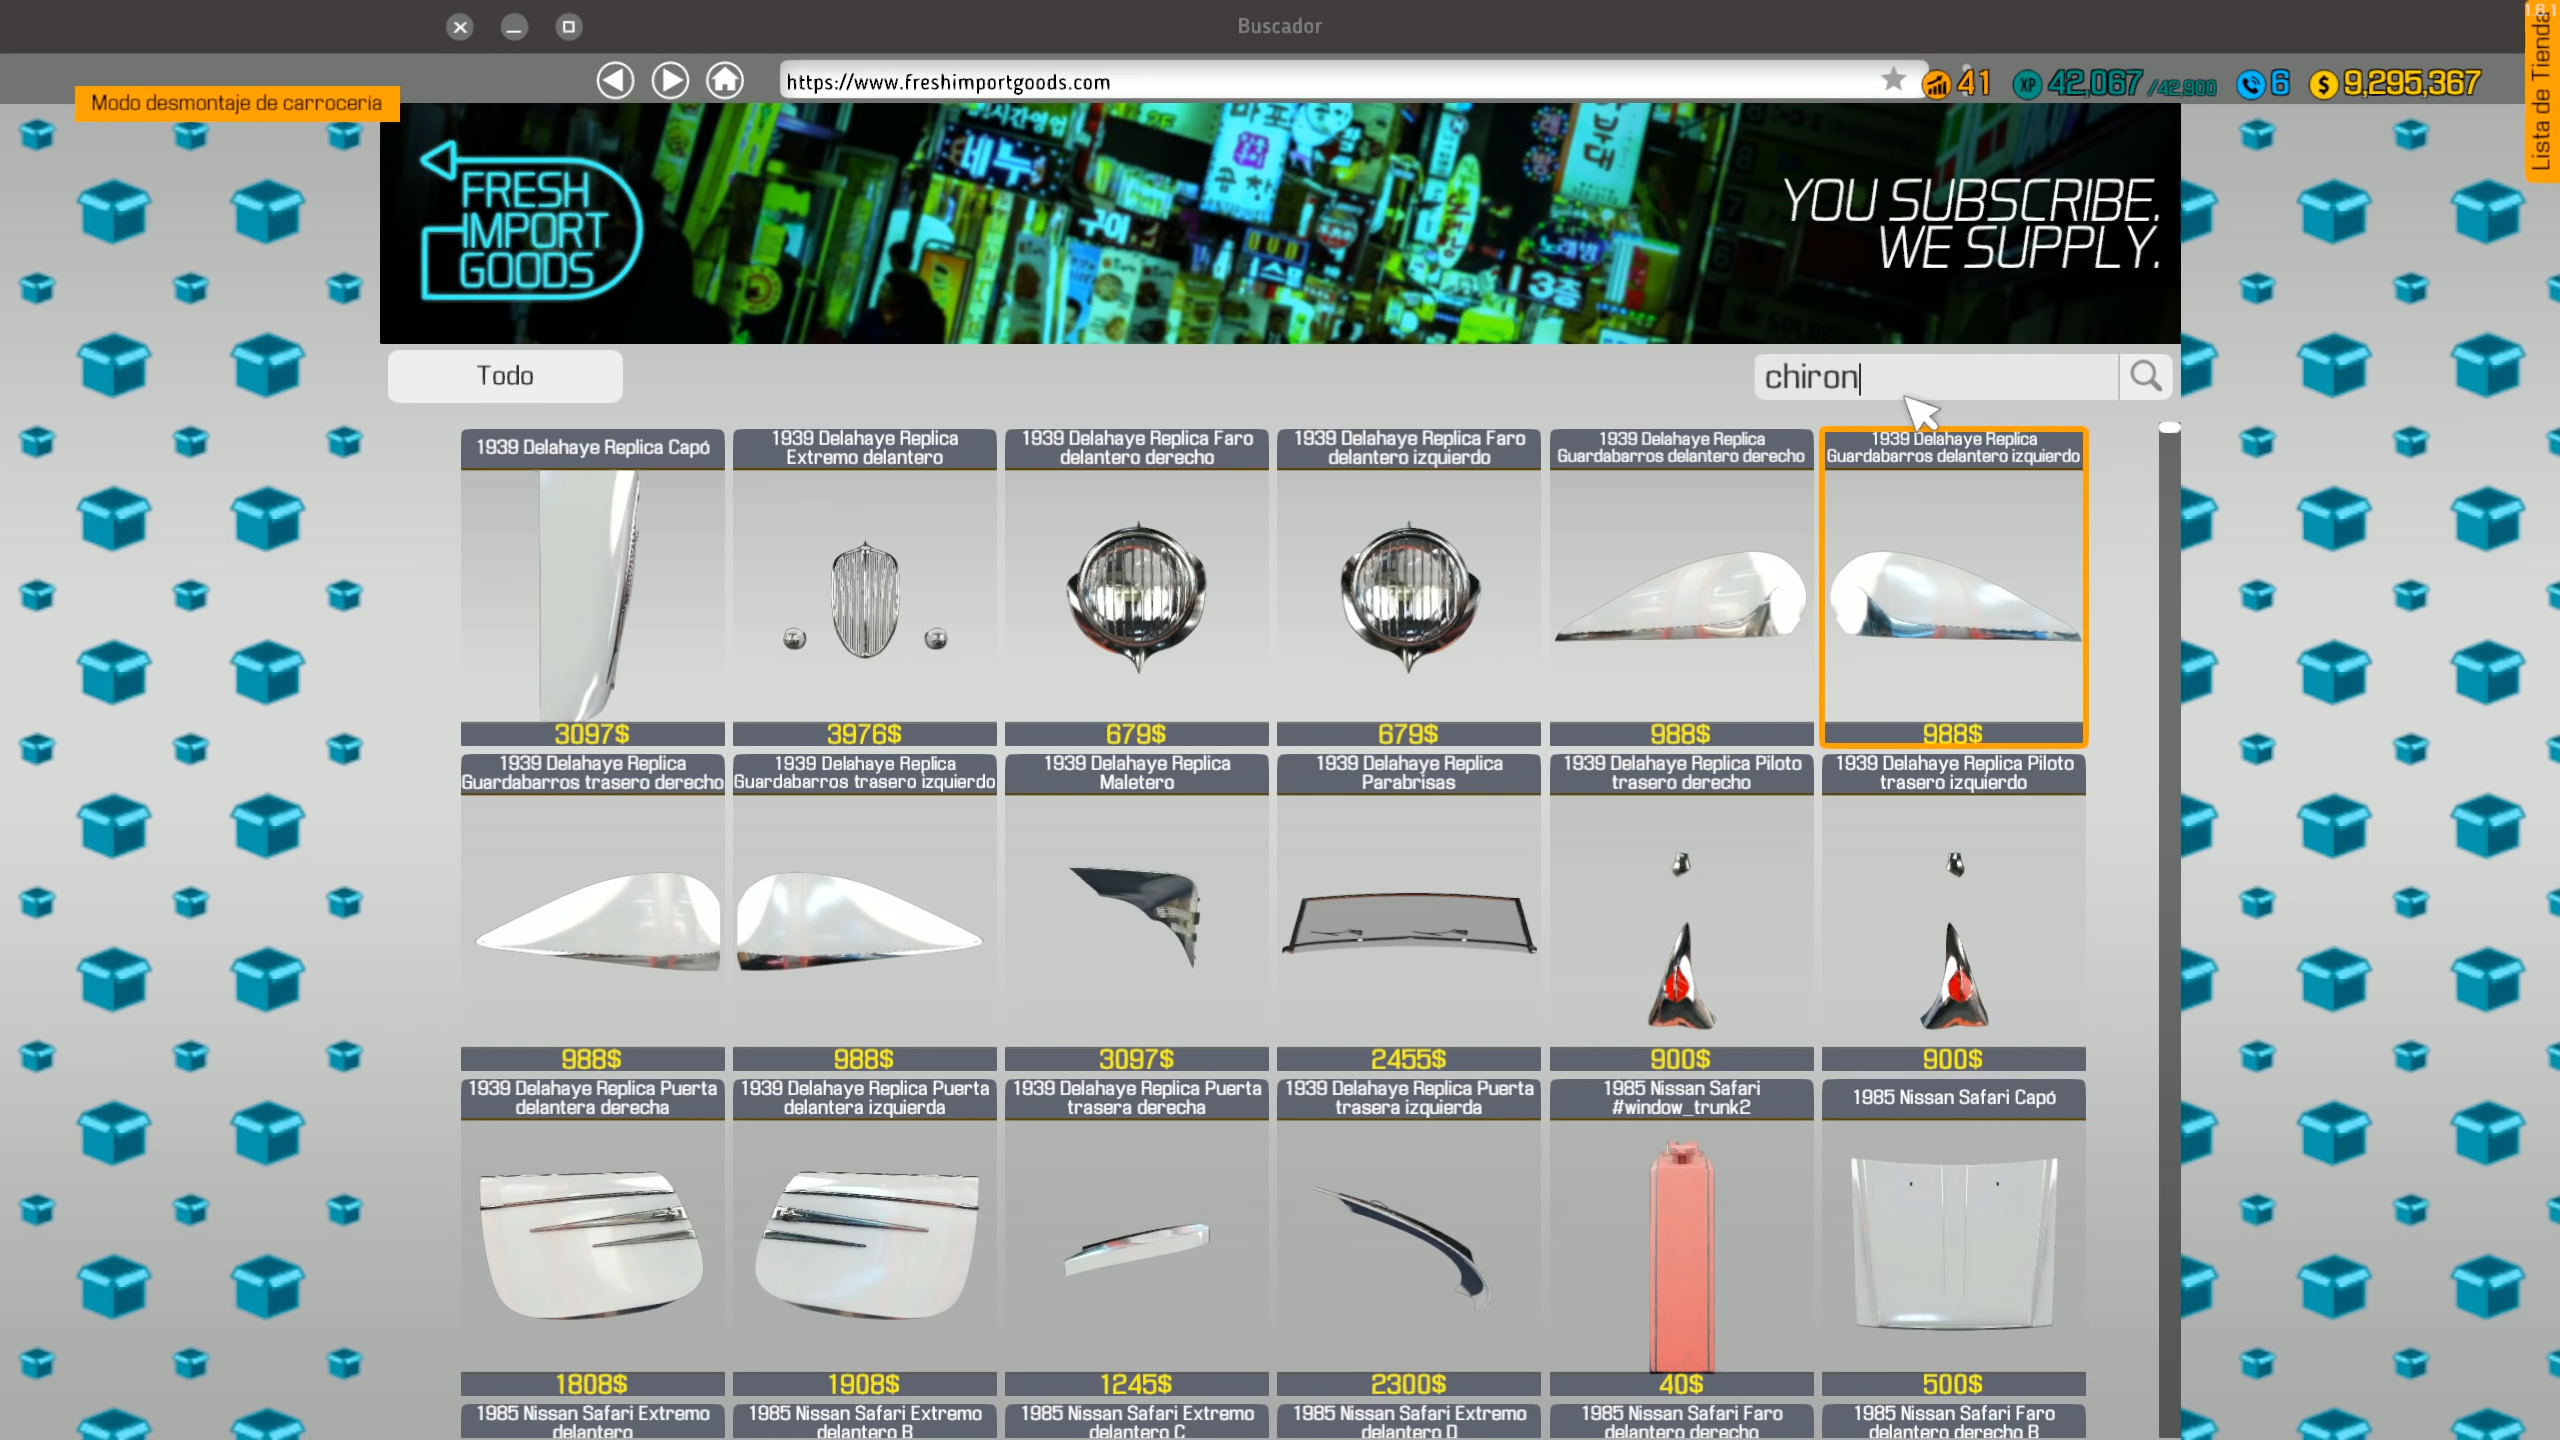 Buscador
1.6.1
Lista de Tienda
https://www.freshimportgoods.com
41
XP
42,067/42,900
6
$
9,295,367
Modo desmontaje de carrocería
FRESH
IMPORT
GOODS
YOU SUBSCRIBE.
WE SUPPLY.
Todo
chiron
1939 Delahaye Replica Capó
3097$
1939 Delahaye Replica
Extremo delantero
3976$
1939 Delahaye Replica Faro
delantero derecho
679$
1939 Delahaye Replica Faro
delantero izquierdo
679$
1939 Delahaye Replica
Guardabarros delantero derecho
988$
1939 Delahaye Replica
Guardabarros delantero izquierdo
988$
1939 Delahaye Replica
Guardabarros trasero derecho
988$
1939 Delahaye Replica
Guardabarros trasero izquierdo
988$
1939 Delahaye Replica
Maletero
3097$
1939 Delahaye Replica
Parabrisas
2455$
1939 Delahaye Replica Piloto
trasero derecho
900$
1939 Delahaye Replica Piloto
trasero izquierdo
900$
1939 Delahaye Replica Puerta
delantera derecha
1808$
1939 Delahaye Replica Puerta
delantera izquierda
1908$
1939 Delahaye Replica Puerta
trasera derecha
1245$
1939 Delahaye Replica Puerta
trasera izquierda
2300$
1985 Nissan Safari
#window_trunk2
40$
1985 Nissan Safari Capó
500$
1985 Nissan Safari Extremo
delantero
1985 Nissan Safari Extremo
delantero B
1985 Nissan Safari Extremo
delantero C
1985 Nissan Safari Extremo
delantero D
1985 Nissan Safari Faro
delantero derecho
1985 Nissan Safari Faro
delantero derecho B